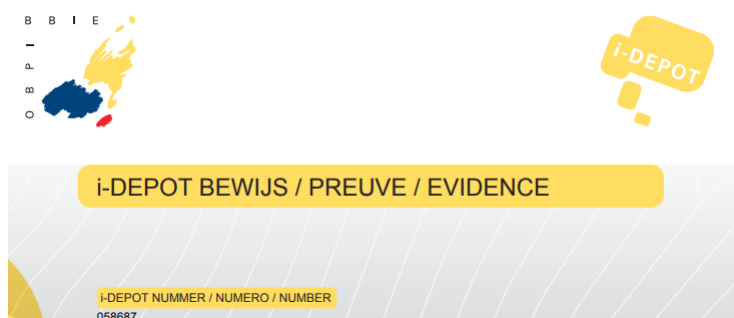 BBIE
OBPI
i-DEPOT
i-DEPOT BEWIJS / PREUVE / EVIDENCE
i-DEPOT NUMMER / NUMERO / NUMBER
058687